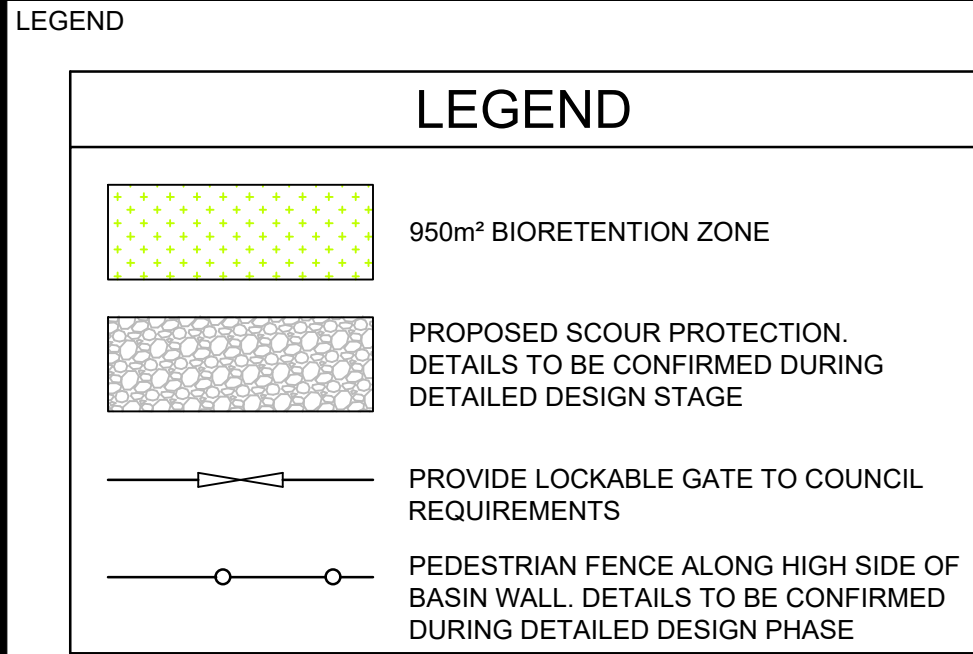 LEGEND
LEGEND
950m² BIORETENTION ZONE
PROPOSED SCOUR PROTECTION.
DETAILS TO BE CONFIRMED DURING
DETAILED DESIGN STAGE
PROVIDE LOCKABLE GATE TO COUNCIL
REQUIREMENTS
PEDESTRIAN FENCE ALONG HIGH SIDE OF
BASIN WALL. DETAILS TO BE CONFIRMED
DURING DETAILED DESIGN PHASE